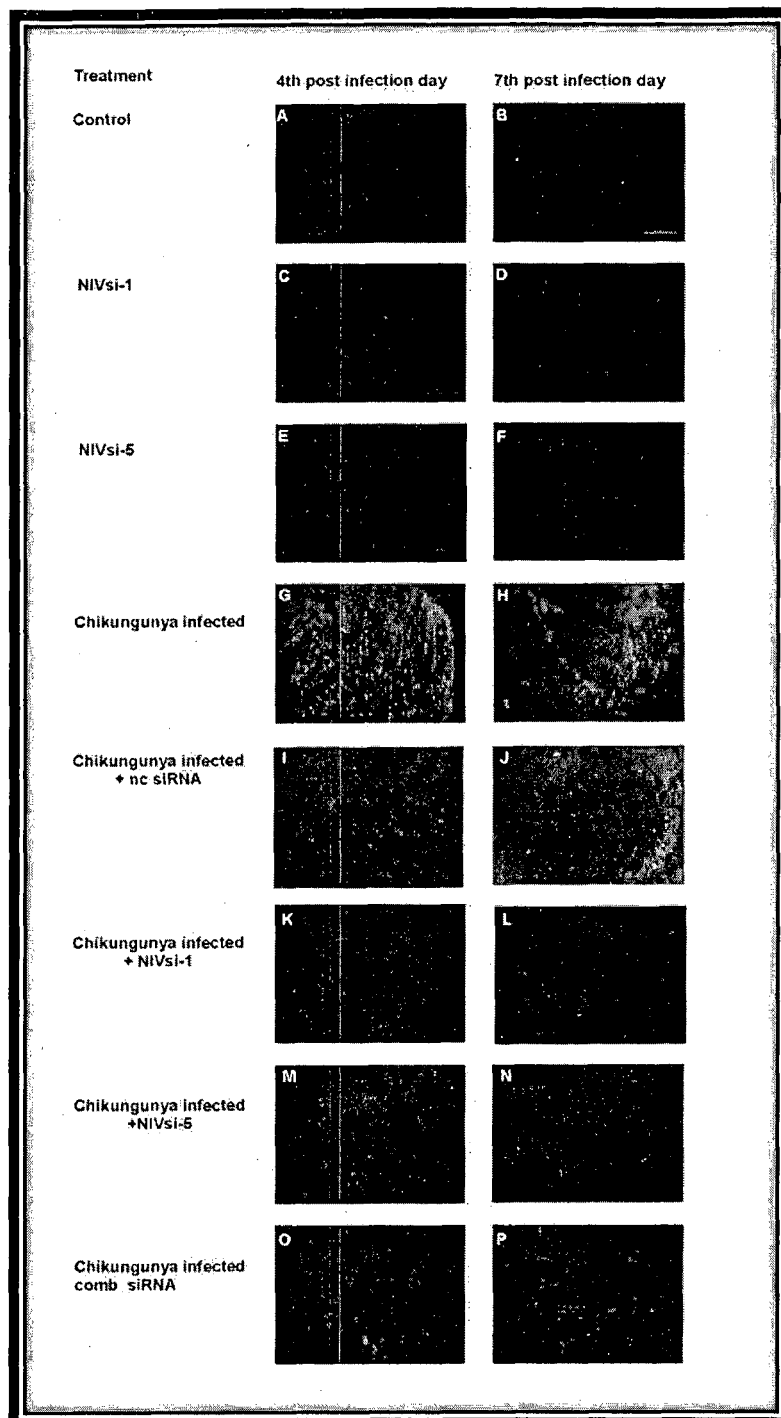 Treatment
4th post infection day
7th post infection day
Control
A
B
NIVsi-1
C
D
NIVsi-5
E
F
Chikungunya infected
G
H
Chikungunya infected
+ nc siRNA
I
J
Chikungunya infected
+ NIVsi-1
K
L
Chikungunya infected
+NIVsi-5
M
N
Chikungunya infected
comb siRNA
O
P